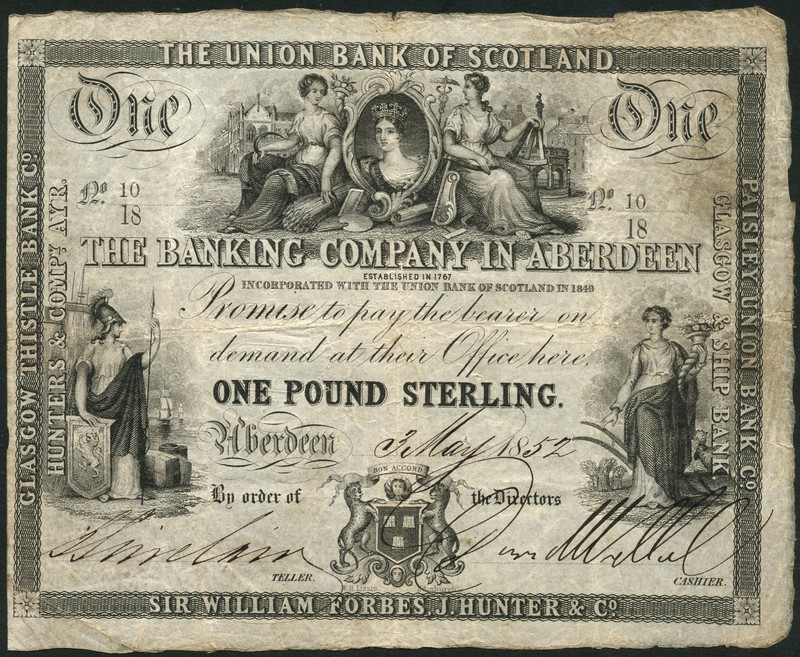 THE UNION BANK OF SCOTLAND.
One
One
No. 10/18
No. 10/18
GLASGOW THISTLE BANK Co.
HUNTERS & COMPy. AYR.
PAISLEY UNION BANK Co.
GLASGOW & SHIP BANK
THE BANKING COMPANY IN ABERDEEN
ESTABLISHED IN 1767
INCORPORATED WITH THE UNION BANK OF SCOTLAND IN 1849
Promise to pay the bearer on
demand at their Office here.
ONE POUND STERLING.
Aberdeen 3 May 1852
BON ACCORD
By order of the Directors
TELLER.
CASHIER.
SIR WILLIAM FORBES, J. HUNTER & Co.